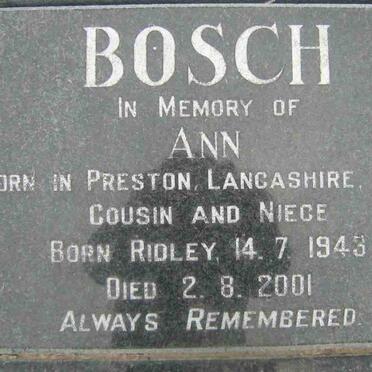 BOSCH
IN MEMORY OF
ANN
ORN IN PRESTON, LANCASHIRE,
COUSIN AND NIECE
BORN RIDLEY, 14. 7. 1943
DIED 2. 8. 2001
ALWAYS REMEMBERED.